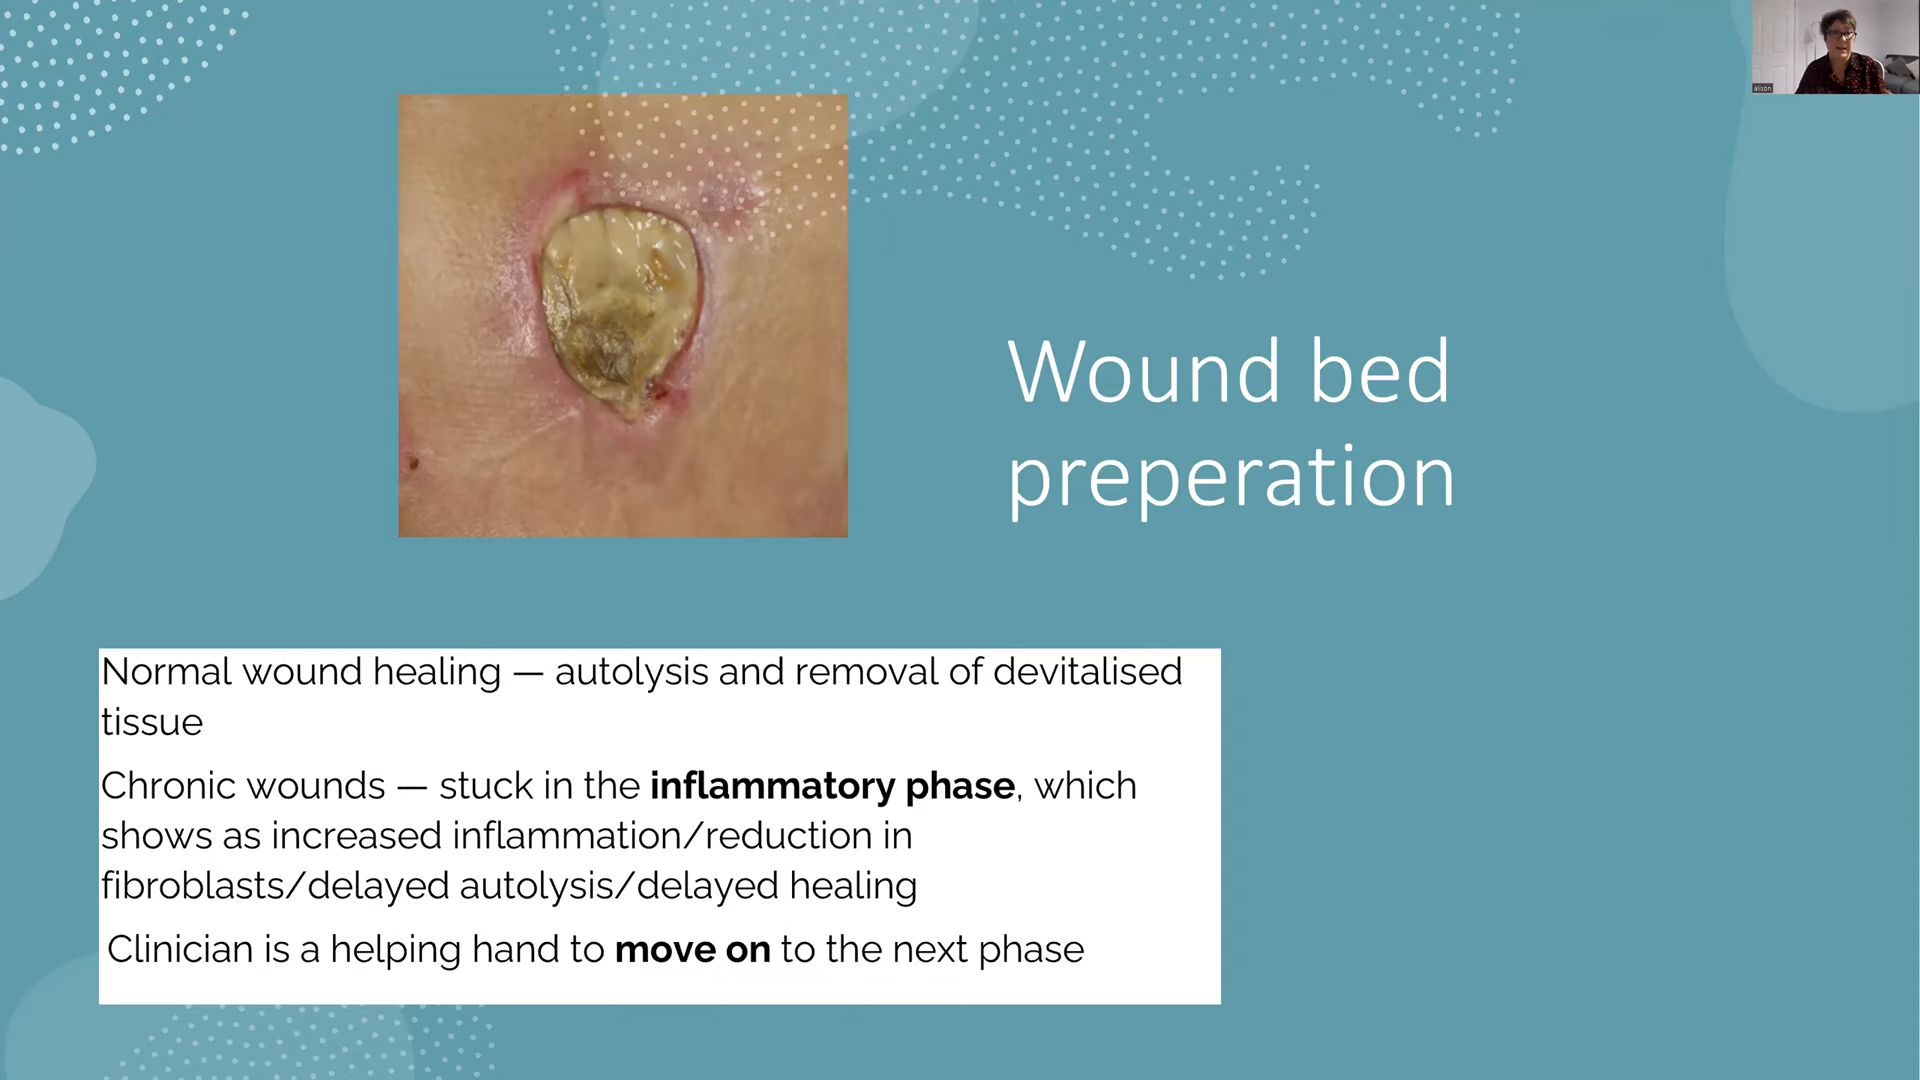 alison
Wound bed
preperation
Normal wound healing — autolysis and removal of devitalised
tissue
Chronic wounds — stuck in the inflammatory phase, which
shows as increased inflammation/reduction in
fibroblasts/delayed autolysis/delayed healing
Clinician is a helping hand to move on to the next phase